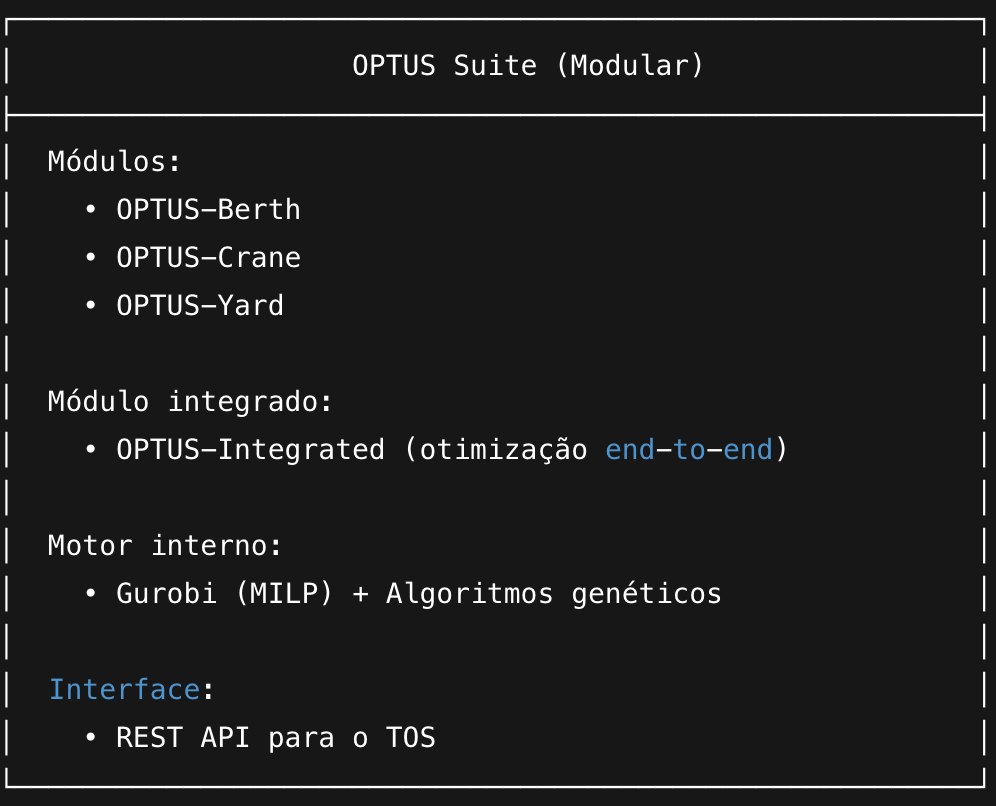 OPTUS Suite (Modular)
Módulos:
• OPTUS-Berth
• OPTUS-Crane
• OPTUS-Yard
Módulo integrado:
• OPTUS-Integrated (otimização end-to-end)
Motor interno:
• Gurobi (MILP) + Algoritmos genéticos
Interface:
• REST API para o TOS